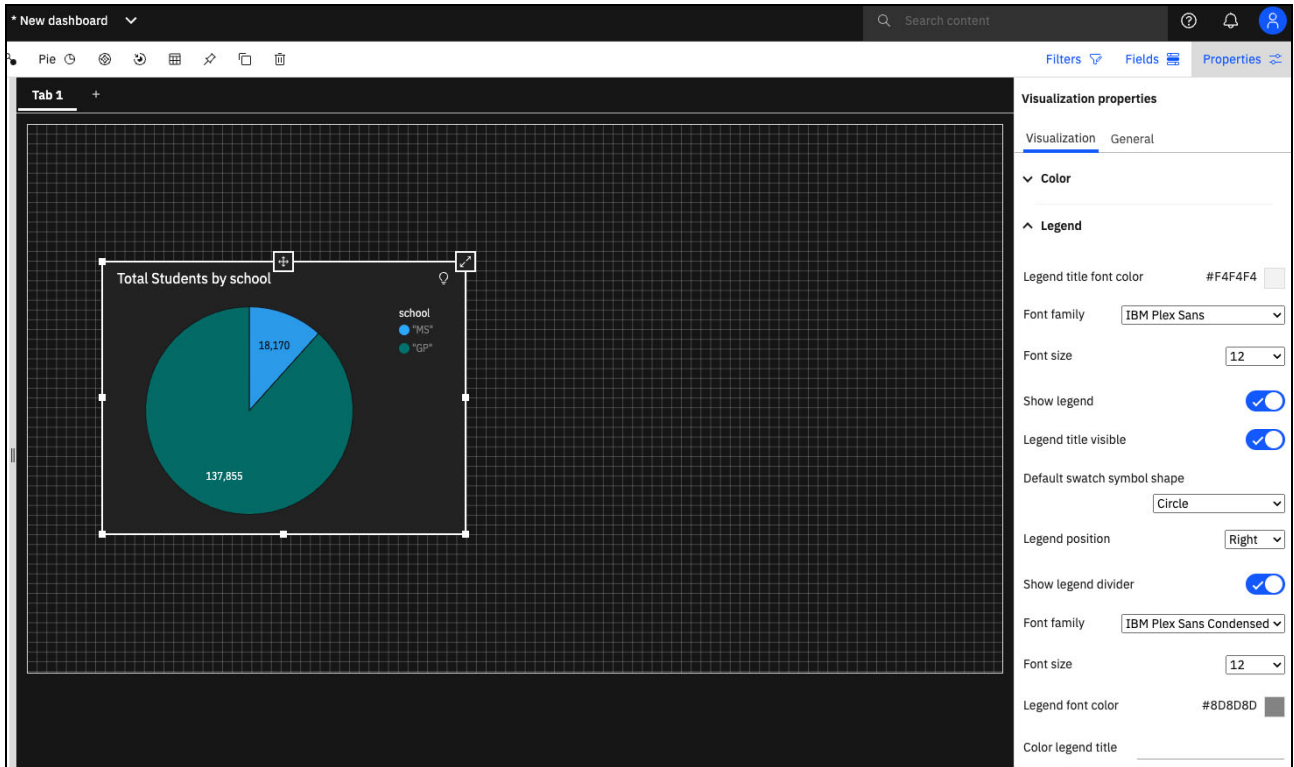 * New dashboard
Search content
Pie
Filters
Fields
Properties
Tab 1
+
Total Students by school
school
"MS"
"GP"
18,170
137,855
Visualization properties
Visualization
General
Color
Legend
Legend title font color
#F4F4F4
Font family
IBM Plex Sans
Font size
12
Show legend
Legend title visible
Default swatch symbol shape
Circle
Legend position
Right
Show legend divider
Font family
IBM Plex Sans Condensed
Font size
12
Legend font color
#8D8D8D
Color legend title